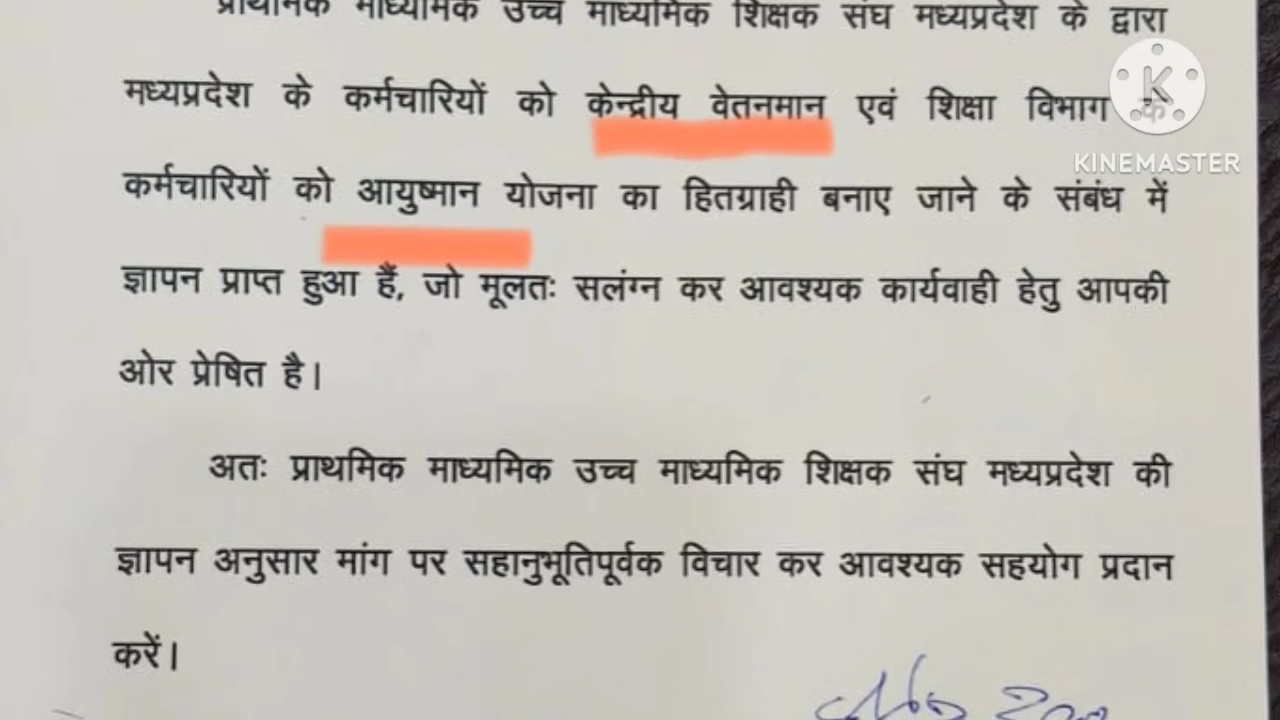 प्राथमिक माध्यमिक उच्च माध्यमिक शिक्षक संघ मध्यप्रदेश के द्वारा
मध्यप्रदेश के कर्मचारियों को केन्द्रीय वेतनमान एवं शिक्षा विभाग के
कर्मचारियों को आयुष्मान योजना का हितग्राही बनाए जाने के संबंध में
ज्ञापन प्राप्त हुआ हैं, जो मूलतः सलंग्न कर आवश्यक कार्यवाही हेतु आपकी
ओर प्रेषित है।
अतः प्राथमिक माध्यमिक उच्च माध्यमिक शिक्षक संघ मध्यप्रदेश की
ज्ञापन अनुसार मांग पर सहानुभूतिपूर्वक विचार कर आवश्यक सहयोग प्रदान
करें।
K
KINEMASTER